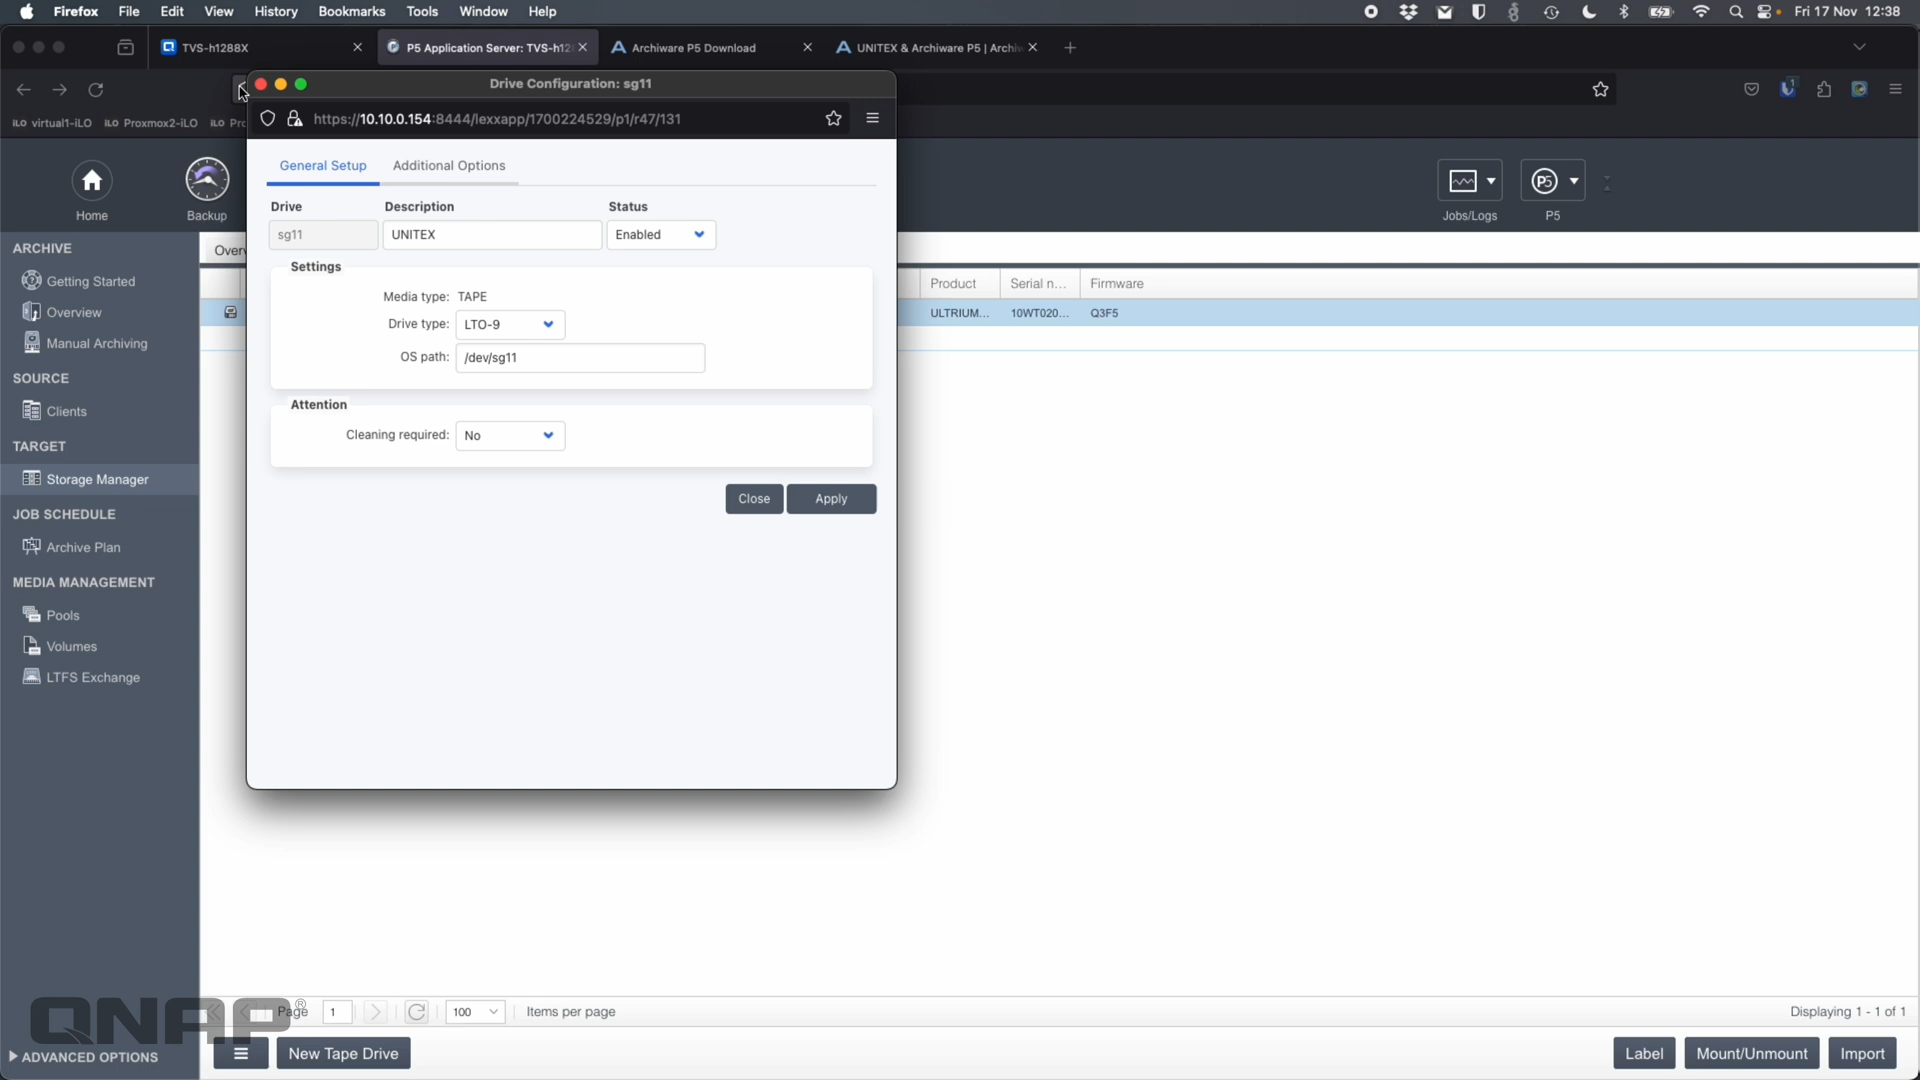 Firefox File Edit View History Bookmarks Tools Window Help Fri 17 Nov 12:38
TVS-h1288X P5 Application Server: TVS-h12 Archiware P5 Download UNITEX & Archiware P5 | Archiw
Drive Configuration: sg11
https://10.10.0.154:8444/lexxapp/1700224529/p1/r47/131
iLO virtual1-iLO iLO Proxmox2-iLO iLO
General Setup Additional Options
Home Backup Jobs/Logs P5
Drive Description Status
sg11 UNITEX Enabled
ARCHIVE
Getting Started
Overview
Manual Archiving
SOURCE
Clients
TARGET
Storage Manager
JOB SCHEDULE
Archive Plan
MEDIA MANAGEMENT
Pools
Volumes
LTFS Exchange
Settings
Media type: TAPE
Drive type: LTO-9
OS path: /dev/sg11
Attention
Cleaning required: No
Close Apply
Product Serial n... Firmware
ULTRIUM... 10WT020... Q3F5
QNAP®
Page 1 100 Items per page Displaying 1 - 1 of 1
ADVANCED OPTIONS New Tape Drive Label Mount/Unmount Import